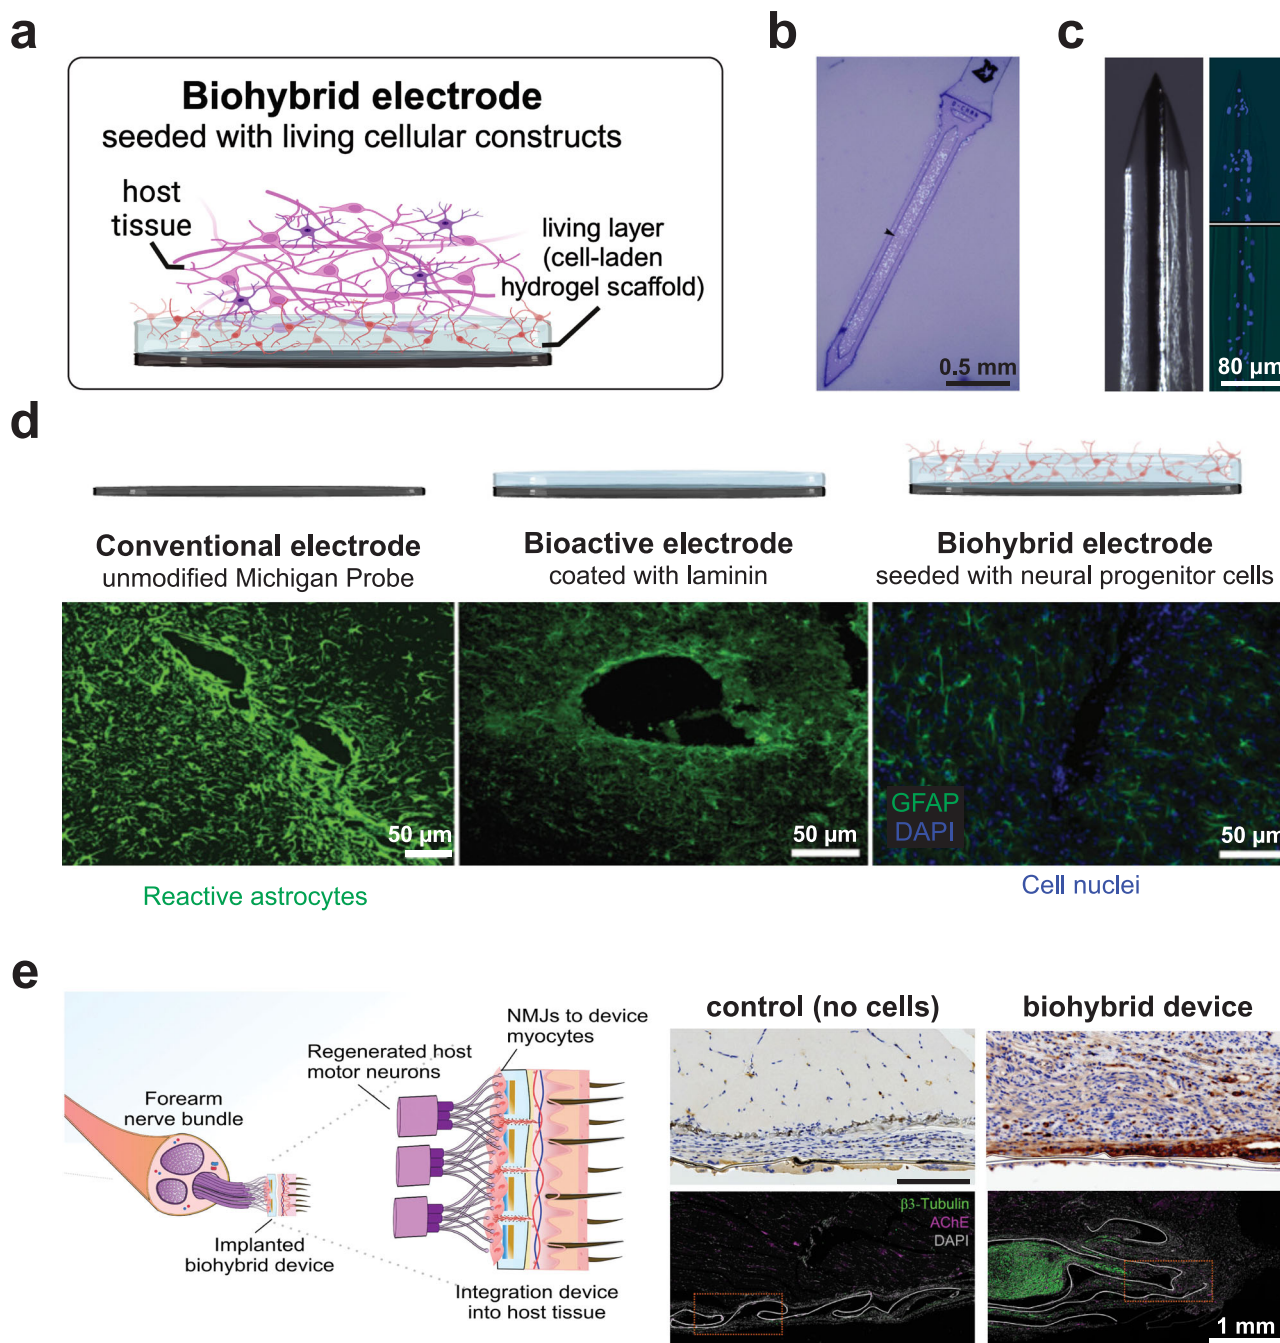 a
Biohybrid electrode
seeded with living cellular constructs
host
tissue
living layer
(cell-laden
hydrogel scaffold)
b
0.5 mm
c
80 µm
d
Conventional electrode
unmodified Michigan Probe
Bioactive electrode
coated with laminin
Biohybrid electrode
seeded with neural progenitor cells
50 µm
50 µm
GFAP
DAPI
50 µm
Reactive astrocytes
Cell nuclei
e
Forearm
nerve bundle
Implanted
biohybrid device
Regenerated host
motor neurons
NMJs to device
myocytes
Integration device
into host tissue
control (no cells)
biohybrid device
β3-Tubulin
AChE
DAPI
1 mm